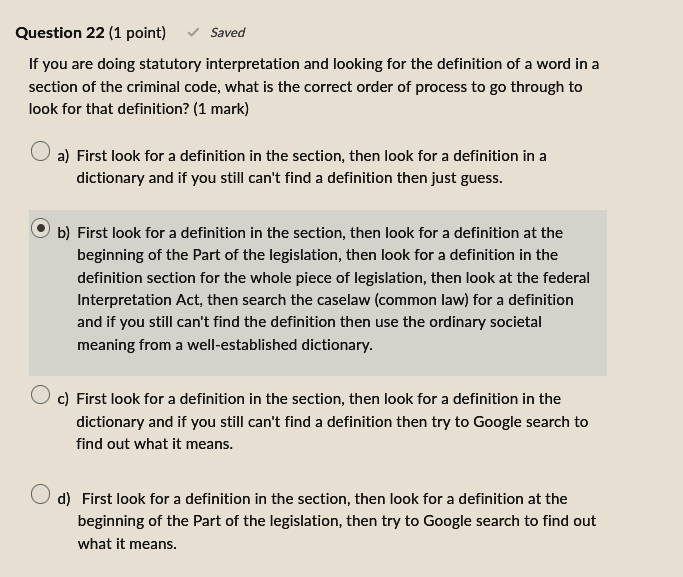 Question 22 (1 point) ✓ Saved
If you are doing statutory interpretation and looking for the definition of a word in a
section of the criminal code, what is the correct order of process to go through to
look for that definition? (1 mark)
a) First look for a definition in the section, then look for a definition in a
dictionary and if you still can't find a definition then just guess.
b) First look for a definition in the section, then look for a definition at the
beginning of the Part of the legislation, then look for a definition in the
definition section for the whole piece of legislation, then look at the federal
Interpretation Act, then search the caselaw (common law) for a definition
and if you still can't find the definition then use the ordinary societal
meaning from a well-established dictionary.
c) First look for a definition in the section, then look for a definition in the
dictionary and if you still can't find a definition then try to Google search to
find out what it means.
d) First look for a definition in the section, then look for a definition at the
beginning of the Part of the legislation, then try to Google search to find out
what it means.